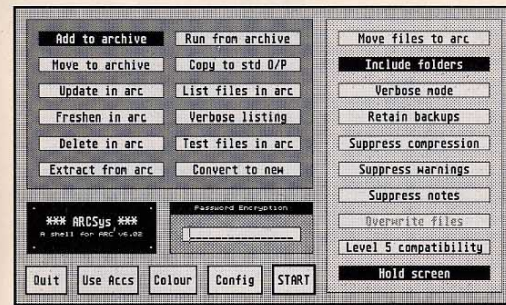 Add to archive
Run from archive
Move to archive
Copy to std O/P
Update in arc
List files in arc
Freshen in arc
Verbose listing
Delete in arc
Test files in arc
Extract from arc
Convert to new
*** ARCSys ***
A shell for ARC v6.02
Password Encryption
Quit
Use Accs
Colour
Config
START
Move files to arc
Include folders
Verbose mode
Retain backups
Suppress compression
Suppress warnings
Suppress notes
Overwrite files
Level 5 compatibility
Hold screen